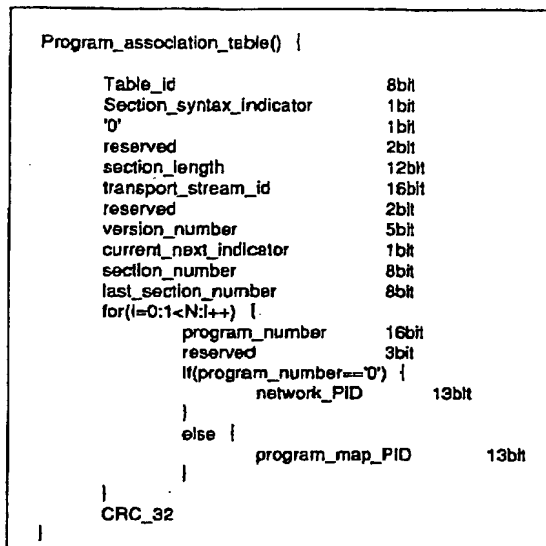 Program_association_table() {
Table_id 8bit
Section_syntax_indicator 1bit
'0' 1bit
reserved 2bit
section_length 12bit
transport_stream_id 16bit
reserved 2bit
version_number 5bit
current_next_indicator 1bit
section_number 8bit
last_section_number 8bit
for(i=0:1<N:i++) {
program_number 16bit
reserved 3bit
if(program_number=='0') {
network_PID 13bit
}
else {
program_map_PID 13bit
}
}
CRC_32
}